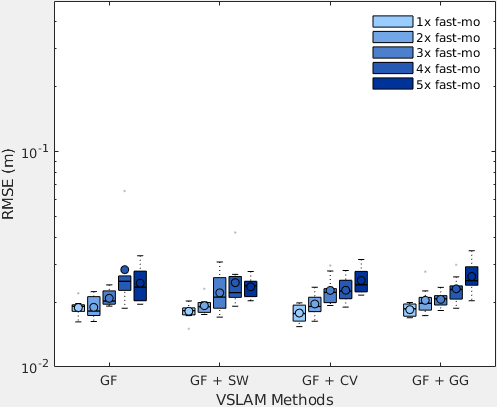 1x fast-mo
2x fast-mo
3x fast-mo
4x fast-mo
5x fast-mo
RMSE (m)
10⁻¹
10⁻²
GF
GF + SW
GF + CV
GF + GG
VSLAM Methods